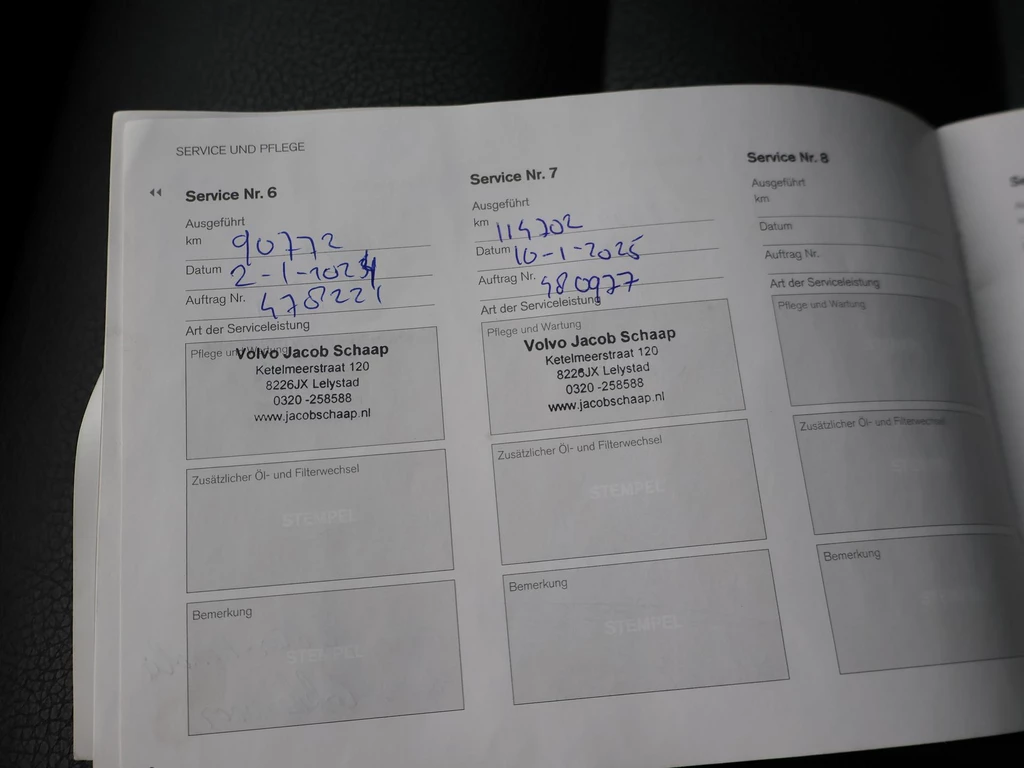 SERVICE UND PFLEGE
Service Nr. 6
Ausgeführt
km 90772
Datum 2-1-2024
Auftrag Nr. 478221
Art der Serviceleistung
Pflege und Wartung
Volvo Jacob Schaap
Ketelmeerstraat 120
8226JX Lelystad
0320 -258588
www.jacobschaap.nl
Zusätzlicher Öl- und Filterwechsel
STEMPEL
Bemerkung
STEMPEL
Service Nr. 7
Ausgeführt
km 114702
Datum 10-1-2025
Auftrag Nr. 480977
Art der Serviceleistung
Pflege und Wartung
Volvo Jacob Schaap
Ketelmeerstraat 120
8226JX Lelystad
0320 -258588
www.jacobschaap.nl
Zusätzlicher Öl- und Filterwechsel
STEMPEL
Bemerkung
STEMPEL
Service Nr. 8
Ausgeführt
km
Datum
Auftrag Nr.
Art der Serviceleistung
Pflege und Wartung
Zusätzlicher Öl- und Filterwechsel
STEMPEL
Bemerkung
STEMPEL